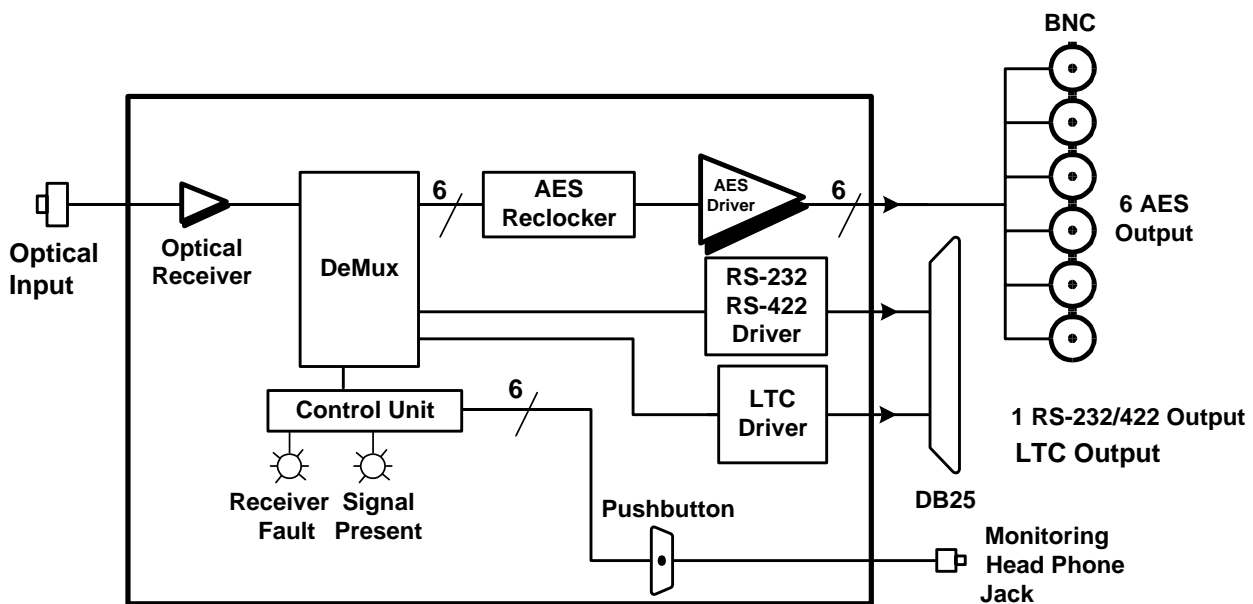 BNC
6
AES
Reclocker
AES
Driver
6
6 AES
Output
Optical
Input
Optical
Receiver
DeMux
RS-232
RS-422
Driver
6
Control Unit
LTC
Driver
1 RS-232/422 Output
LTC Output
Receiver
Fault
Signal
Present
Pushbutton
DB25
Monitoring
Head Phone
Jack